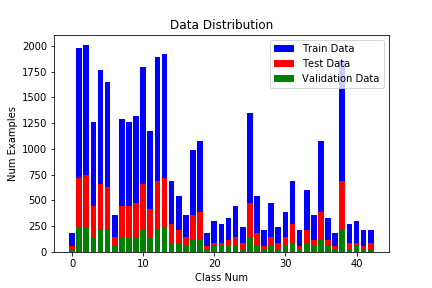 Data Distribution
Train Data
Test Data
Validation Data
2000
1750
1500
1250
1000
750
500
250
0
Num Examples
0 10 20 30 40
Class Num